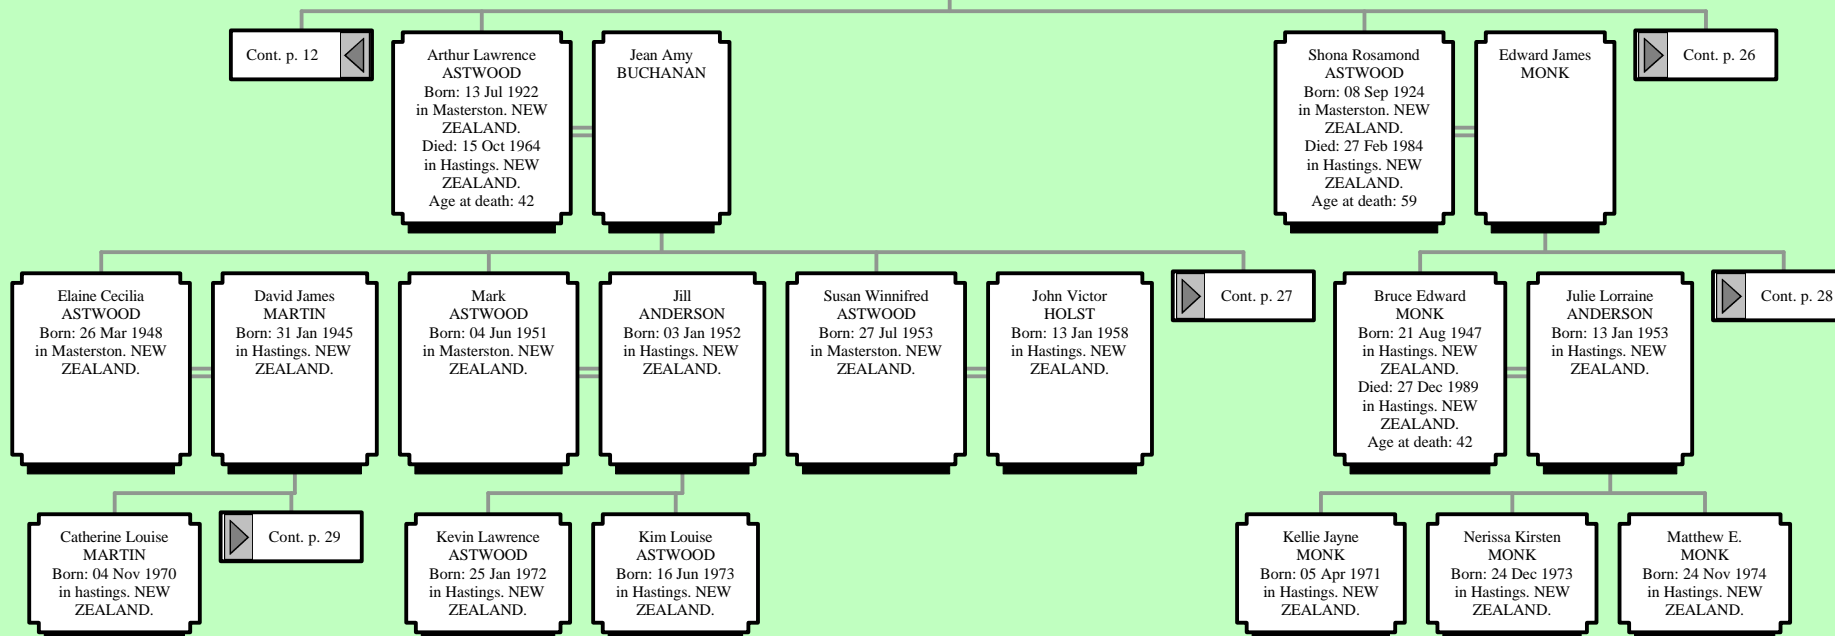 Cont. p. 12
Arthur Lawrence
ASTWOOD
Born: 13 Jul 1922
in Masterston. NEW
ZEALAND.
Died: 15 Oct 1964
in Hastings. NEW
ZEALAND.
Age at death: 42
Jean Amy
BUCHANAN
Shona Rosamond
ASTWOOD
Born: 08 Sep 1924
in Masterston. NEW
ZEALAND.
Died: 27 Feb 1984
in Hastings. NEW
ZEALAND.
Age at death: 59
Edward James
MONK
Cont. p. 26
Elaine Cecilia
ASTWOOD
Born: 26 Mar 1948
in Masterston. NEW
ZEALAND.
David James
MARTIN
Born: 31 Jan 1945
in Hastings. NEW
ZEALAND.
Mark
ASTWOOD
Born: 04 Jun 1951
in Masterston. NEW
ZEALAND.
Jill
ANDERSON
Born: 03 Jan 1952
in Hastings. NEW
ZEALAND.
Susan Winnifred
ASTWOOD
Born: 27 Jul 1953
in Masterston. NEW
ZEALAND.
John Victor
HOLST
Born: 13 Jan 1958
in Hastings. NEW
ZEALAND.
Cont. p. 27
Bruce Edward
MONK
Born: 21 Aug 1947
in Hastings. NEW
ZEALAND.
Died: 27 Dec 1989
in Hastings. NEW
ZEALAND.
Age at death: 42
Julie Lorraine
ANDERSON
Born: 13 Jan 1953
in Hastings. NEW
ZEALAND.
Cont. p. 28
Catherine Louise
MARTIN
Born: 04 Nov 1970
in hastings. NEW
ZEALAND.
Cont. p. 29
Kevin Lawrence
ASTWOOD
Born: 25 Jan 1972
in Hastings. NEW
ZEALAND.
Kim Louise
ASTWOOD
Born: 16 Jun 1973
in Hastings. NEW
ZEALAND.
Kellie Jayne
MONK
Born: 05 Apr 1971
in Hastings. NEW
ZEALAND.
Nerissa Kirsten
MONK
Born: 24 Dec 1973
in Hastings. NEW
ZEALAND.
Matthew E.
MONK
Born: 24 Nov 1974
in Hastings. NEW
ZEALAND.